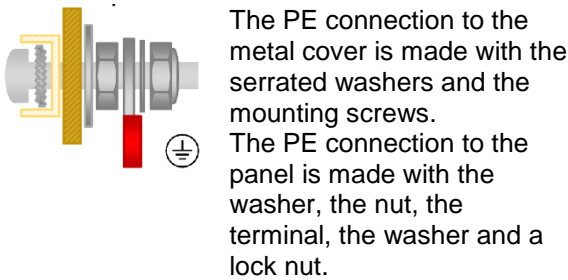 The PE connection to the
metal cover is made with the
serrated washers and the
mounting screws.
The PE connection to the
panel is made with the
washer, the nut, the
terminal, the washer and a
lock nut.